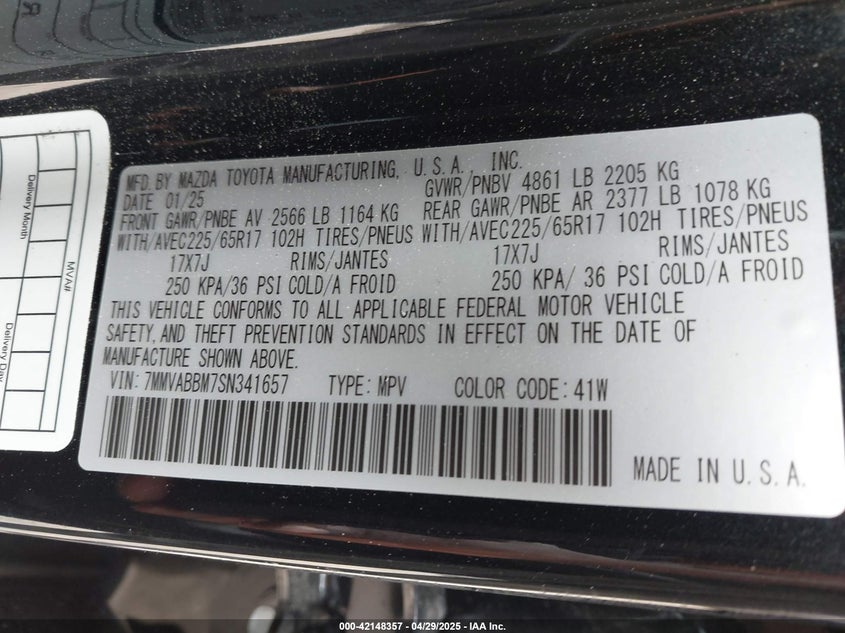 MFD. BY MAZDA TOYOTA MANUFACTURING, U.S.A. INC.
DATE 01/25 GVWR/PNBV 4861 LB 2205 KG
FRONT GAWR/PNBE AV 2566 LB 1164 KG REAR GAWR/PNBE AR 2377 LB 1078 KG
WITH/AVEC225/65R17 102H TIRES/PNEUS WITH/AVEC225/65R17 102H TIRES/PNEUS
17X7J RIMS/JANTES 17X7J RIMS/JANTES
250 KPA/36 PSI COLD/A FROID 250 KPA/ 36 PSI COLD/A FROID
THIS VEHICLE CONFORMS TO ALL APPLICABLE FEDERAL MOTOR VEHICLE
SAFETY, AND THEFT PREVENTION STANDARDS IN EFFECT ON THE DATE OF
MANUFACTURE SHOWN ABOVE.
VIN: 7MMVABBM7SN341657 TYPE: MPV COLOR CODE: 41W
MADE IN U.S.A.
Delivery Month
MVA#
Delivery Day
000-42148357 - 04/29/2025 - IAA Inc.